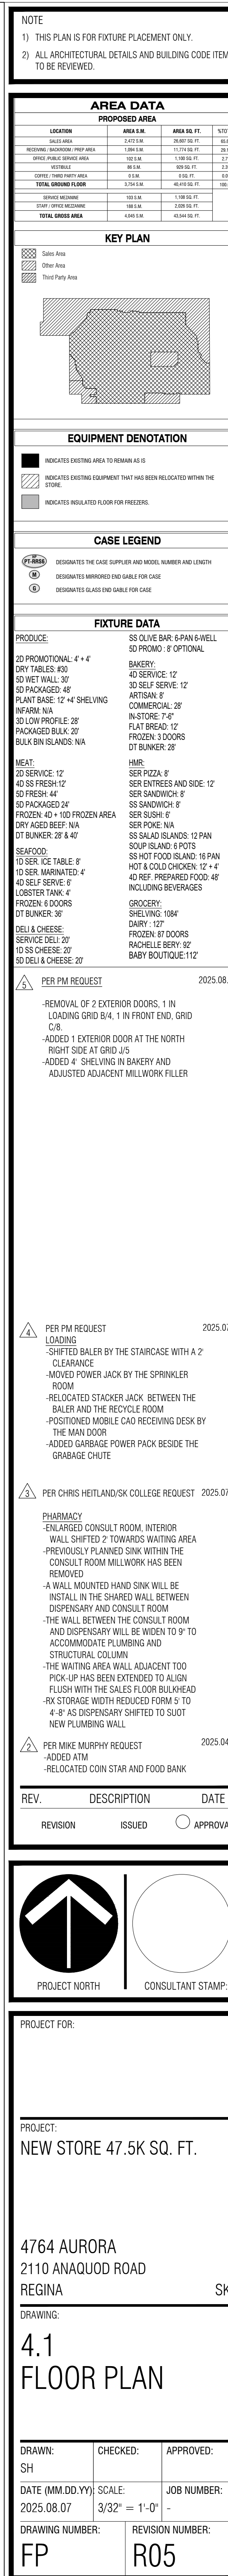 NOTE
1) THIS PLAN IS FOR FIXTURE PLACEMENT ONLY.
2) ALL ARCHITECTURAL DETAILS AND BUILDING CODE ITEM
TO BE REVIEWED.
AREA DATA
PROPOSED AREA
LOCATION AREA S.M. AREA SQ. FT. %TO
SALES AREA 2,472 S.M. 26,607 SQ. FT. 65.8
RECEIVING / BACKROOM / PREP AREA 1,094 S.M. 11,774 SQ. FT.
OFFICE /PUBLIC SERVICE AREA 102 S.M. 1,100 SQ. FT. 2.7
VESTIBULE 86 S.M. 929 SQ. FT. 2.3
COFFEE / THIRD PARTY AREA 0 S.M. 0 SQ. FT. 0.0
TOTAL GROUND FLOOR 3,754 S.M. 40,410 SQ. FT. 100.
SERVICE MEZZANINE 103 S.M. 1,108 SQ. FT.
STAFF / OFFICE MEZZANINE 188 S.M. 2,026 SQ. FT.
TOTAL GROSS AREA 4,045 S.M. 43,544 SQ. FT.
KEY PLAN
Sales Area
Other Area
Third Party Area
EQUIPMENT DENOTATION
INDICATES EXISTING AREA TO REMAIN AS IS
INDICATES EXISTING EQUIPMENT THAT HAS BEEN RELOCATED WITHIN THE
STORE.
INDICATES INSULATED FLOOR FOR FREEZERS.
CASE LEGEND
PT-RRSS DESIGNATES THE CASE SUPPLIER AND MODEL NUMBER AND LENGTH
M DESIGNATES MIRRORED END GABLE FOR CASE
G DESIGNATES GLASS END GABLE FOR CASE
FIXTURE DATA
PRODUCE:
2D PROMOTIONAL: 4' + 4'
DRY TABLES: #30
5D WET WALL: 30'
5D PACKAGED: 48'
PLANT BASE: 12' +4' SHELVING
INFARM: N/A
3D LOW PROFILE: 28'
PACKAGED BULK: 20'
BULK BIN ISLANDS: N/A
MEAT:
2D SERVICE: 12'
4D SS FRESH:12'
5D FRESH: 44'
5D PACKAGED 24'
FROZEN: 4D + 10D FROZEN AREA
DRY AGED BEEF: N/A
DT BUNKER: 28' & 40'
SEAFOOD:
1D SER. ICE TABLE: 8'
1D SER. MARINATED: 4'
4D SELF SERVE: 6'
LOBSTER TANK: 4'
FROZEN: 6 DOORS
DT BUNKER: 36'
DELI & CHEESE:
SERVICE DELI: 20'
1D SS CHEESE: 20'
5D DELI & CHEESE: 20'
SS OLIVE BAR: 6-PAN 6-WELL
5D PROMO : 8' OPTIONAL
BAKERY:
4D SERVICE: 12'
3D SELF SERVE: 12'
ARTISAN: 8'
COMMERCIAL: 28'
IN-STORE: 7'-6"
FLAT BREAD: 12'
FROZEN: 3 DOORS
DT BUNKER: 28'
HMR:
SER PIZZA: 8'
SER ENTREES AND SIDE: 12'
SER SANDWICH: 8'
SS SANDWICH: 8'
SER SUSHI: 6'
SER POKE: N/A
SS SALAD ISLANDS: 12 PAN
SOUP ISLAND: 6 POTS
SS HOT FOOD ISLAND: 16 PAN
HOT & COLD CHICKEN: 12' + 4'
4D REF. PREPARED FOOD: 48'
INCLUDING BEVERAGES
GROCERY:
SHELVING: 1084'
DAIRY : 127'
FROZEN: 87 DOORS
RACHELLE BERY: 92'
BABY BOUTIQUE:112'
5 PER PM REQUEST 2025.08.
-REMOVAL OF 2 EXTERIOR DOORS, 1 IN
LOADING GRID B/4, 1 IN FRONT END, GRID
C/8.
-ADDED 1 EXTERIOR DOOR AT THE NORTH
RIGHT SIDE AT GRID J/5
-ADDED 4' SHELVING IN BAKERY AND
ADJUSTED ADJACENT MILLWORK FILLER
4 PER PM REQUEST 2025.07
LOADING
-SHIFTED BALER BY THE STAIRCASE WITH A 2'
CLEARANCE
-MOVED POWER JACK BY THE SPRINKLER
ROOM
-RELOCATED STACKER JACK BETWEEN THE
BALER AND THE RECYCLE ROOM
-POSITIONED MOBILE CAO RECEIVING DESK BY
THE MAN DOOR
-ADDED GARBAGE POWER PACK BESIDE THE
GRABAGE CHUTE
3 PER CHRIS HEITLAND/SK COLLEGE REQUEST 2025.07
PHARMACY
-ENLARGED CONSULT ROOM, INTERIOR
WALL SHIFTED 2' TOWARDS WAITING AREA
-PREVIOUSLY PLANNED SINK WITHIN THE
CONSULT ROOM MILLWORK HAS BEEN
REMOVED
-A WALL MOUNTED HAND SINK WILL BE
INSTALL IN THE SHARED WALL BETWEEN
DISPENSARY AND CONSULT ROOM
-THE WALL BETWEEN THE CONSULT ROOM
AND DISPENSARY WILL BE WIDEN TO 9" TO
ACCOMMODATE PLUMBING AND
STRUCTURAL COLUMN
-THE WAITING AREA WALL ADJACENT TOO
PICK-UP HAS BEEN EXTENDED TO ALIGN
FLUSH WITH THE SALES FLOOR BULKHEAD
-RX STORAGE WIDTH REDUCED FORM 5' TO
4'-8" AS DISPENSARY SHIFTED TO SUOT
NEW PLUMBING WALL
2 PER MIKE MURPHY REQUEST 2025.04
-ADDED ATM
-RELOCATED COIN STAR AND FOOD BANK
REV. DESCRIPTION DATE
REVISION ISSUED APPROVA
PROJECT NORTH CONSULTANT STAMP:
PROJECT FOR:
PROJECT:
NEW STORE 47.5K SQ. FT.
4764 AURORA
2110 ANAQUOD ROAD
REGINA SK
DRAWING:
4.1
FLOOR PLAN
DRAWN: CHECKED: APPROVED:
SH
DATE (MM.DD.YY): SCALE: JOB NUMBER:
2025.08.07 3/32" = 1'-0" -
DRAWING NUMBER: REVISION NUMBER:
FP R05